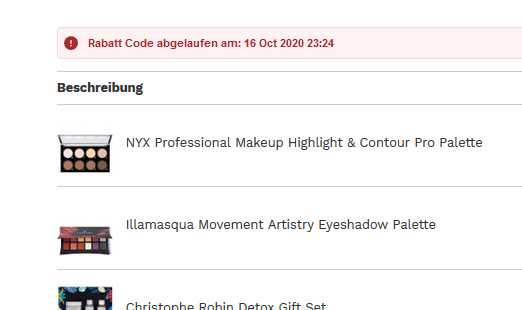 Rabatt Code abgelaufen am: 16 Oct 2020 23:24
Beschreibung
NYX Professional Makeup Highlight & Contour Pro Palette
Illamasqua Movement Artistry Eyeshadow Palette
Christophe Robin Detox Gift Set